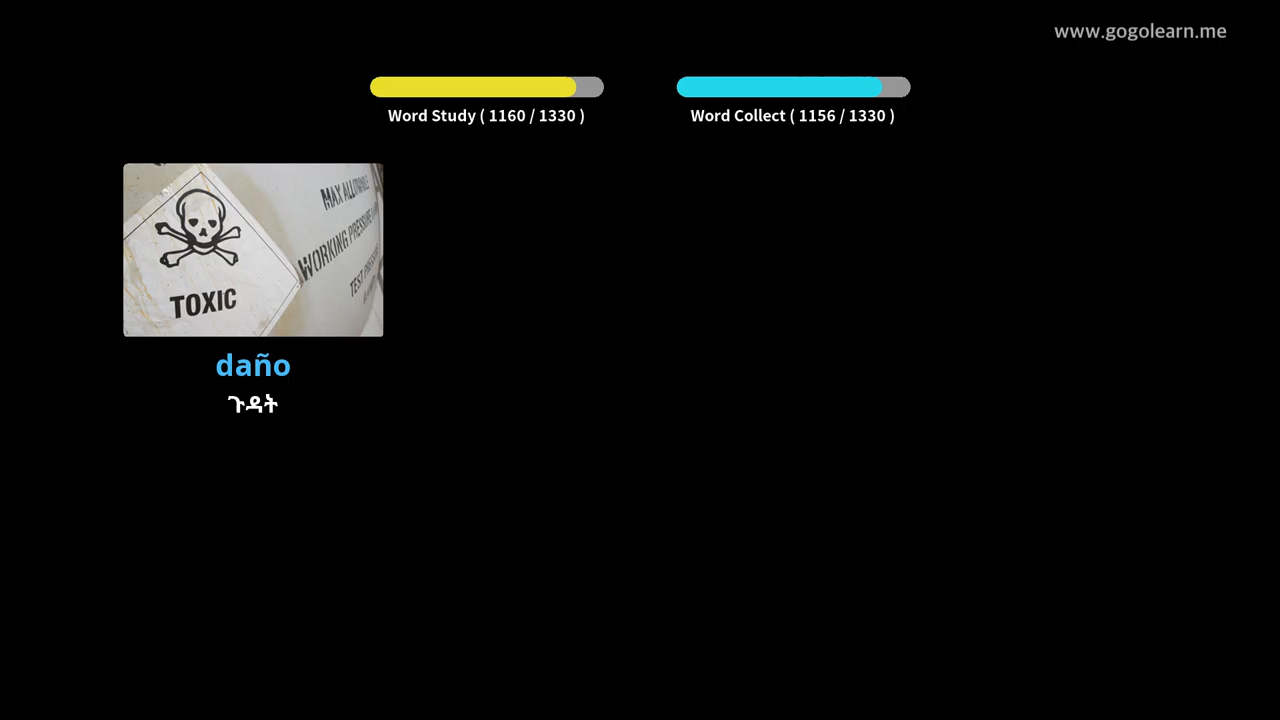 www.gogolearn.me
Word Study ( 1160 / 1330 )
Word Collect ( 1156 / 1330 )
MAX ALLOWABLE
WORKING PRESSURE
TEST
TOXIC
daño
ጉዳት